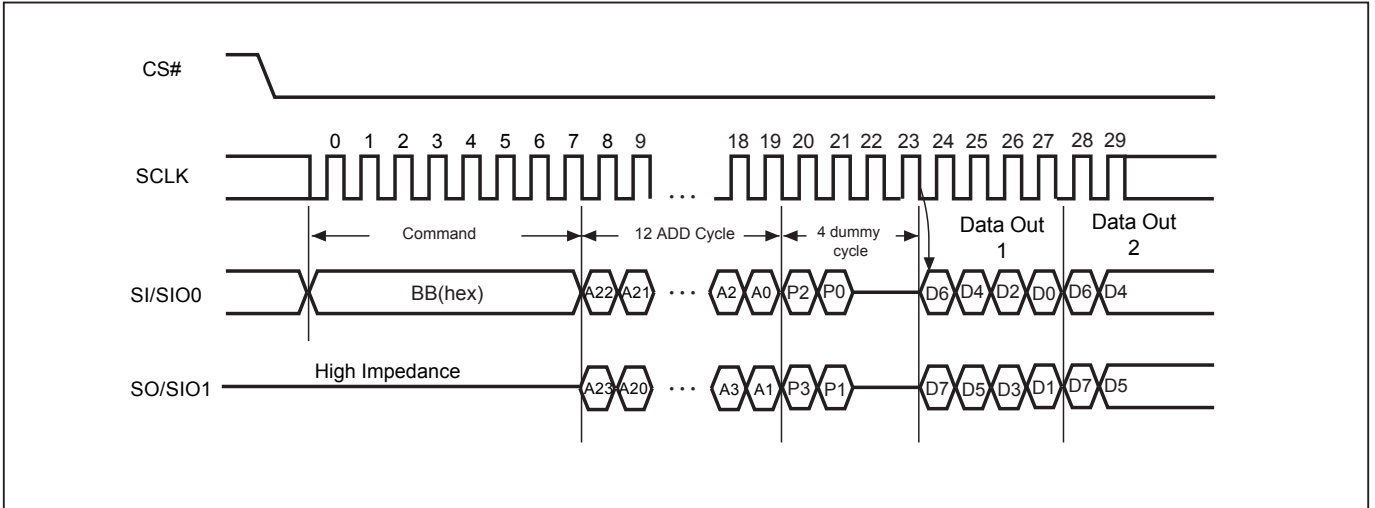 CS#
0 1 2 3 4 5 6 7 8 9 18 19 20 21 22 23 24 25 26 27 28 29
SCLK
...
Command 12 ADD Cycle 4 dummy cycle Data Out 1 Data Out 2
SI/SIO0 BB(hex) A22 A21 ... A2 A0 P2 P0 D6 D4 D2 D0 D6 D4
High Impedance
SO/SIO1 A23 A20 ... A3 A1 P3 P1 D7 D5 D3 D1 D7 D5